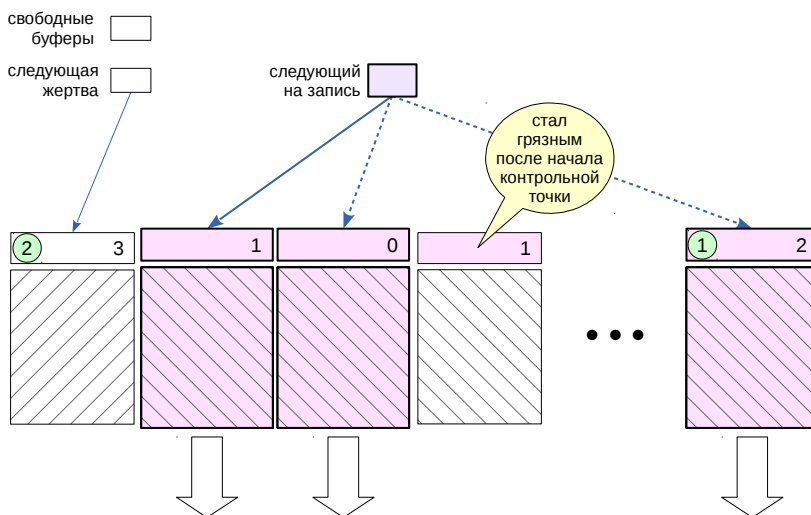 свободные
буферы
следующая
жертва
следующий
на запись
стал
грязным
после начала
контрольной
точки
2 3
1
0
1
1 2